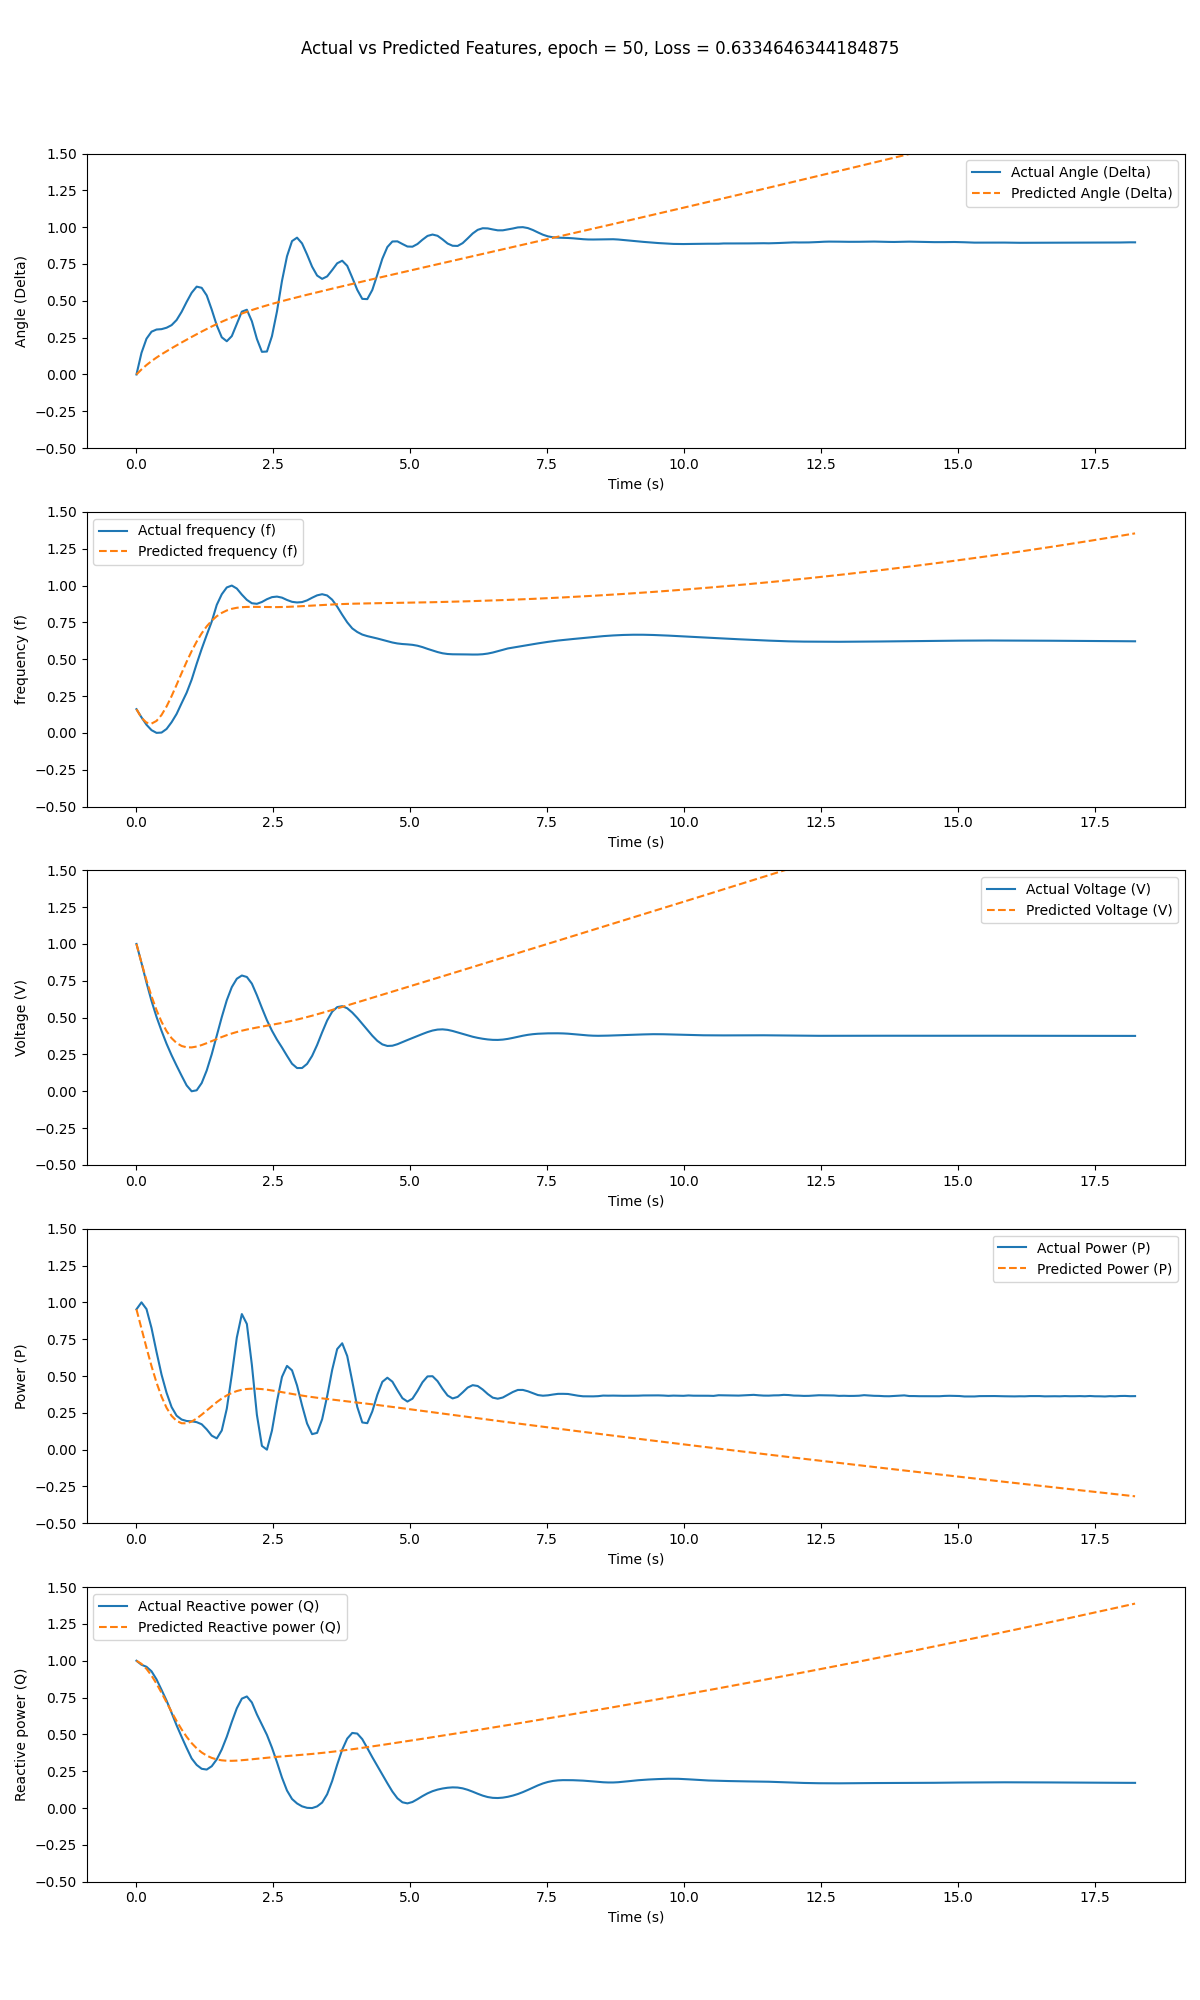 Actual vs Predicted Features, epoch = 50, Loss = 0.6334646344184875
1.50
1.25
1.00
0.75
0.50
0.25
0.00
−0.25
−0.50
Angle (Delta)
Actual Angle (Delta)
Predicted Angle (Delta)
0.0 2.5 5.0 7.5 10.0 12.5 15.0 17.5
Time (s)
1.50
1.25
1.00
0.75
0.50
0.25
0.00
−0.25
−0.50
frequency (f)
Actual frequency (f)
Predicted frequency (f)
0.0 2.5 5.0 7.5 10.0 12.5 15.0 17.5
Time (s)
1.50
1.25
1.00
0.75
0.50
0.25
0.00
−0.25
−0.50
Voltage (V)
Actual Voltage (V)
Predicted Voltage (V)
0.0 2.5 5.0 7.5 10.0 12.5 15.0 17.5
Time (s)
1.50
1.25
1.00
0.75
0.50
0.25
0.00
−0.25
−0.50
Power (P)
Actual Power (P)
Predicted Power (P)
0.0 2.5 5.0 7.5 10.0 12.5 15.0 17.5
Time (s)
1.50
1.25
1.00
0.75
0.50
0.25
0.00
−0.25
−0.50
Reactive power (Q)
Actual Reactive power (Q)
Predicted Reactive power (Q)
0.0 2.5 5.0 7.5 10.0 12.5 15.0 17.5
Time (s)